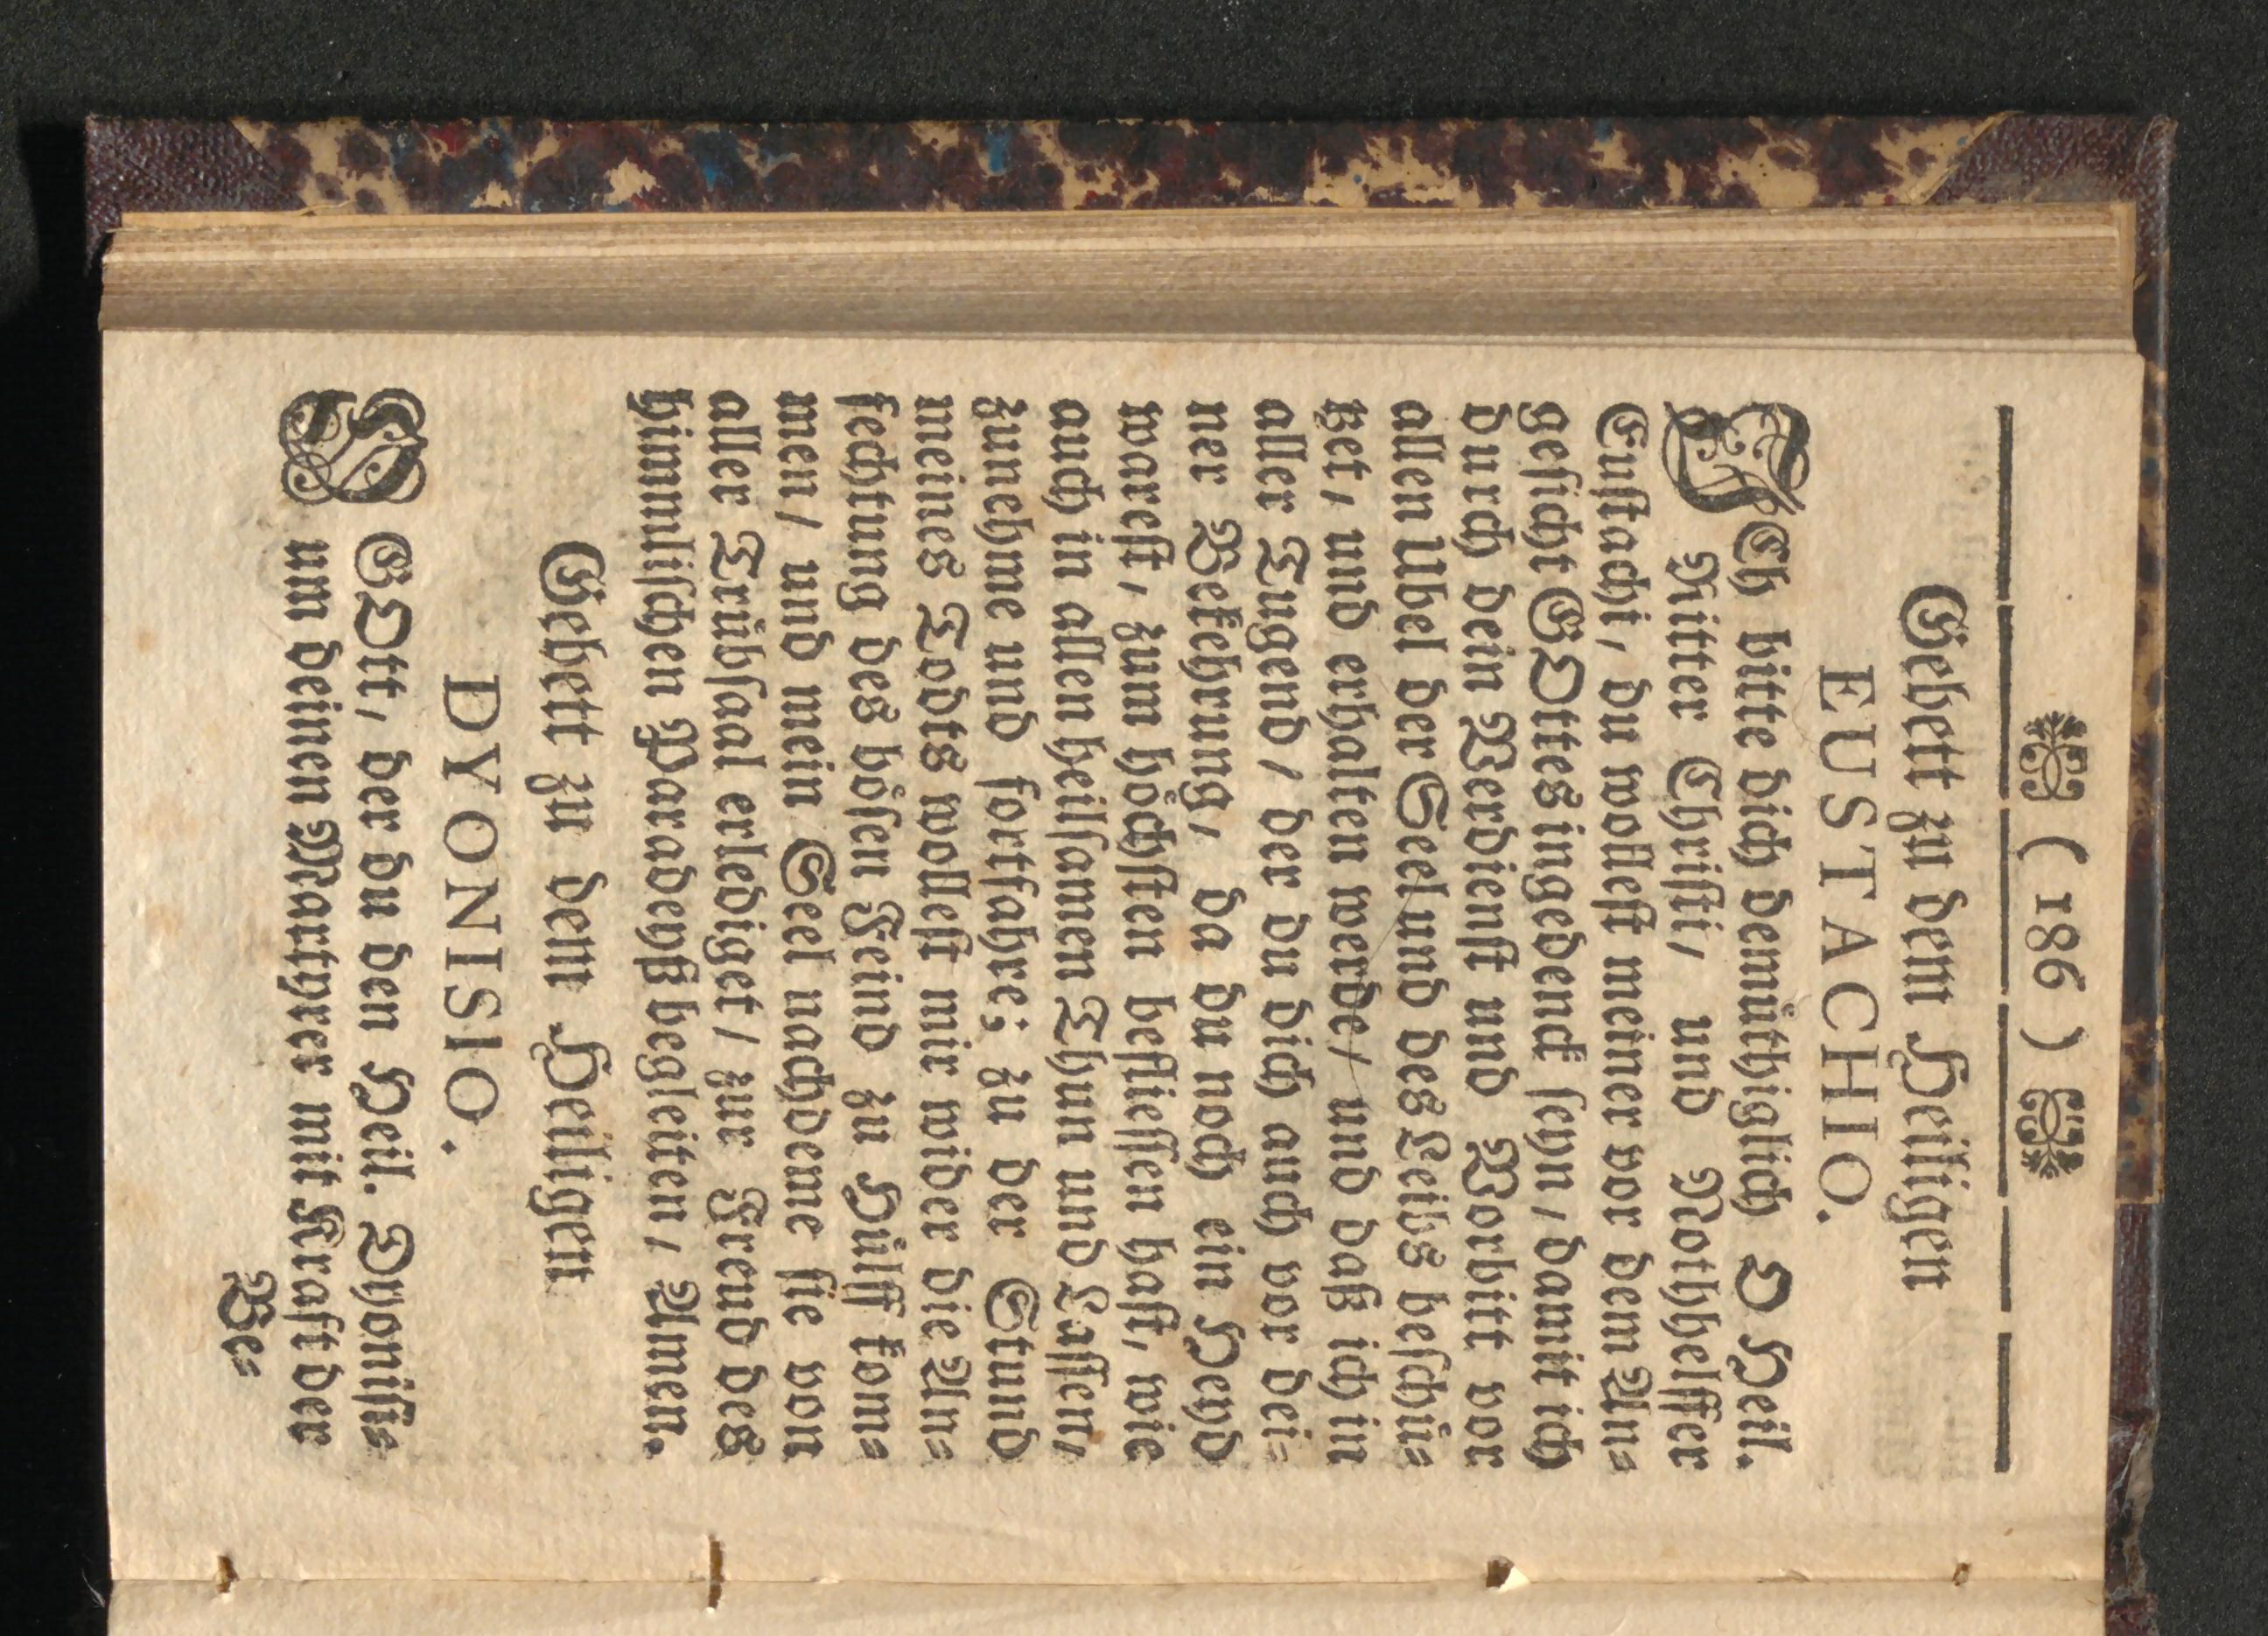 ( 186 )
Gebett zu dem Heiligen
EUSTACHIO.
ICh bitte dich demüthiglich O Heil.
Ritter Christi/ und Nothhelffer
Eustachi/ du wollest meiner vor dem An⸗
gesicht GOttes ingedenck seyn/ damit ich
durch dein Verdienst und Vorbitt vor
allen Ubel der Seel und des Leibs beschü⸗
tzet/ und erhalten werde/ und daß ich in
aller Tugend/ der du dich auch vor dei⸗
ner Bekehrung/ da du noch ein Heyd
warest/ zum höchsten befließen hast/ wie
auch in allen heilsamen Thun und Lassen/
zunehme und fortfahre; zu der Stund
meines Todts wollest mir wider die An⸗
fechtung des bösen Feind zu Hülff kom⸗
men/ und mein Seel nachdeme sie von
aller Trübsaal erlediget/ zur Freud des
himmlischen Paradeyß begleiten/ Amen.
Gebett zu dem Heiligen
DYONISIO.
O GOtt/ der du den Heil. Dyonisi⸗
um deinen Martyrer mit Krafft der
Be⸗